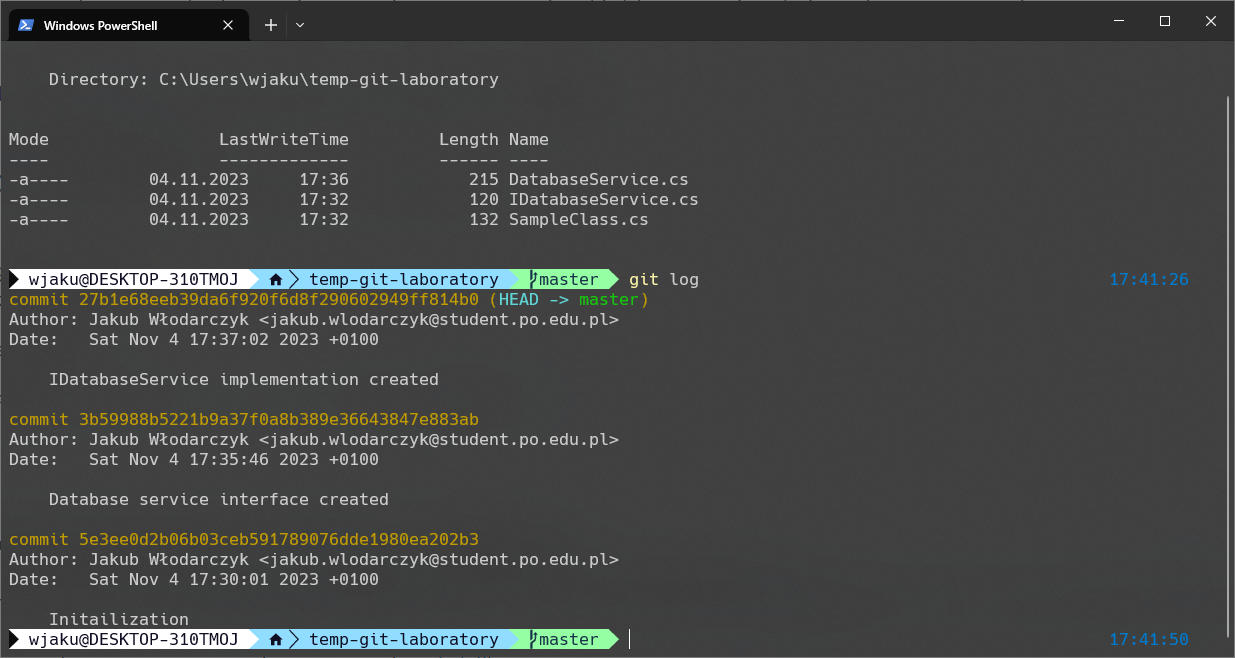 Windows PowerShell
Directory: C:\Users\wjaku\temp-git-laboratory
Mode LastWriteTime Length Name
---- ------------- ------ ----
-a---- 04.11.2023 17:36 215 DatabaseService.cs
-a---- 04.11.2023 17:32 120 IDatabaseService.cs
-a---- 04.11.2023 17:32 132 SampleClass.cs
wjaku@DESKTOP-310TMOJ temp-git-laboratory master git log 17:41:26
commit 27b1e68eeb39da6f920f6d8f290602949ff814b0 (HEAD -> master)
Author: Jakub Włodarczyk <jakub.wlodarczyk@student.po.edu.pl>
Date: Sat Nov 4 17:37:02 2023 +0100
IDatabaseService implementation created
commit 3b59988b5221b9a37f0a8b389e36643847e883ab
Author: Jakub Włodarczyk <jakub.wlodarczyk@student.po.edu.pl>
Date: Sat Nov 4 17:35:46 2023 +0100
Database service interface created
commit 5e3ee0d2b06b03ceb591789076dde1980ea202b3
Author: Jakub Włodarczyk <jakub.wlodarczyk@student.po.edu.pl>
Date: Sat Nov 4 17:30:01 2023 +0100
Initailization
wjaku@DESKTOP-310TMOJ temp-git-laboratory master 17:41:50